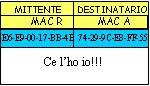 MITTENTE DESTINATARIO
MAC R MAC A
E6-E9-00-17-BB-4B 74-29-9C-E8-FF-55
Ce l'ho io!!!